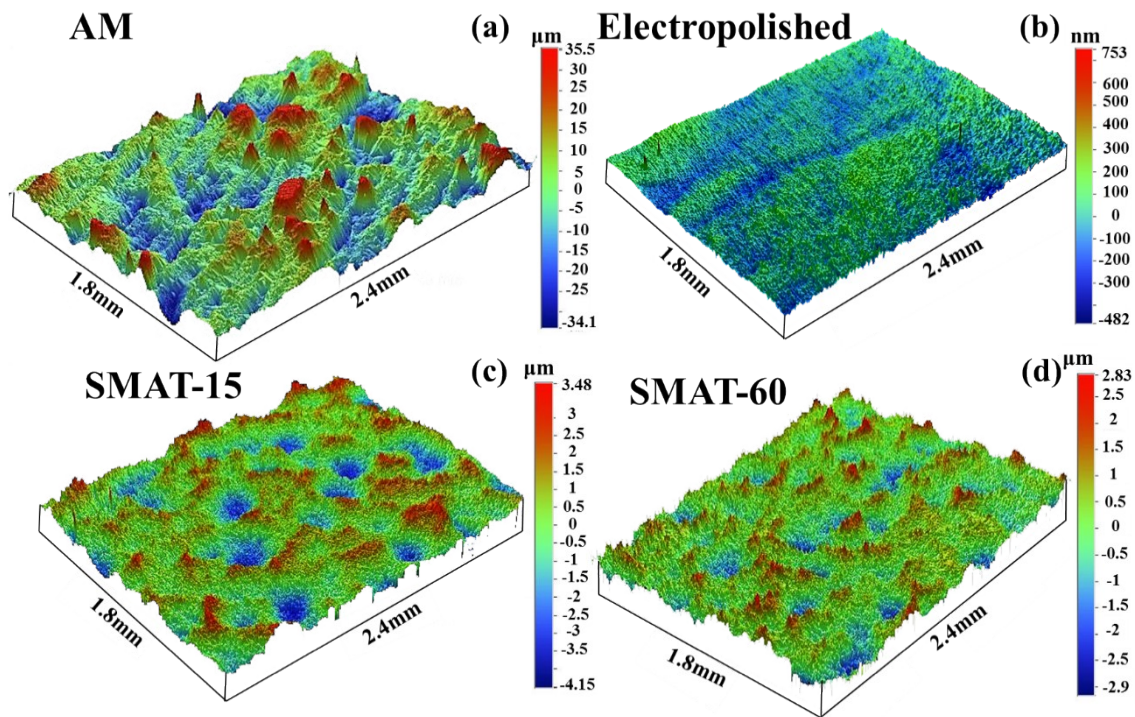 AM
(a)
µm
35.5
30
25
20
15
10
5
0
-5
-10
-15
-20
-25
-34.1
1.8mm
2.4mm
Electropolished
(b)
nm
753
600
500
400
300
200
100
0
-100
-200
-300
-482
1.8mm
2.4mm
SMAT-15
(c)
µm
3.48
3
2.5
2
1.5
1
0.5
0
-0.5
-1
-1.5
-2
-2.5
-3
-3.5
-4.15
1.8mm
2.4mm
SMAT-60
(d)
µm
2.83
2.5
2
1.5
1
0.5
0
-0.5
-1
-1.5
-2
-2.5
-2.9
1.8mm
2.4mm